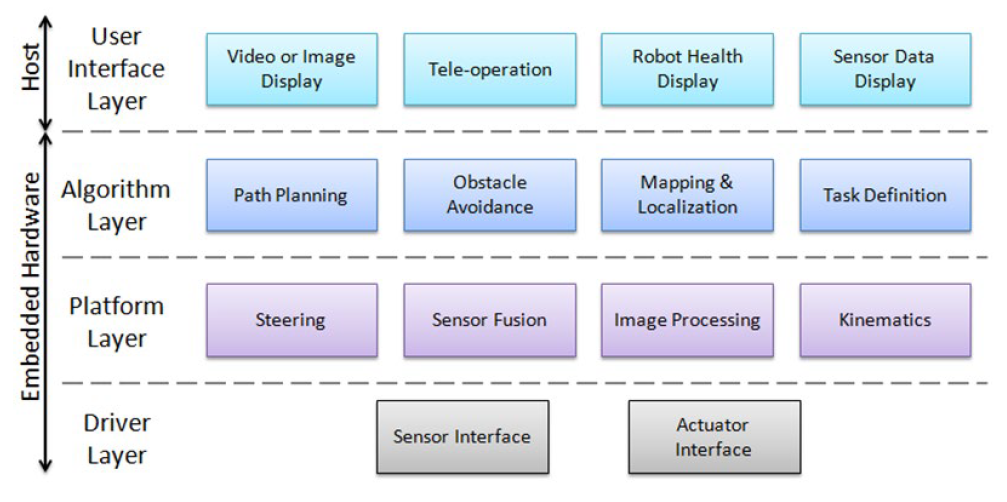 Host
User
Interface
Layer
Video or Image
Display
Tele-operation
Robot Health
Display
Sensor Data
Display
Embedded Hardware
Algorithm
Layer
Path Planning
Obstacle
Avoidance
Mapping &
Localization
Task Definition
Platform
Layer
Steering
Sensor Fusion
Image Processing
Kinematics
Driver
Layer
Sensor Interface
Actuator
Interface